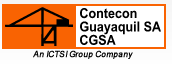 Contecon
Guayaquil SA
CGSA
An ICTSI Group Company